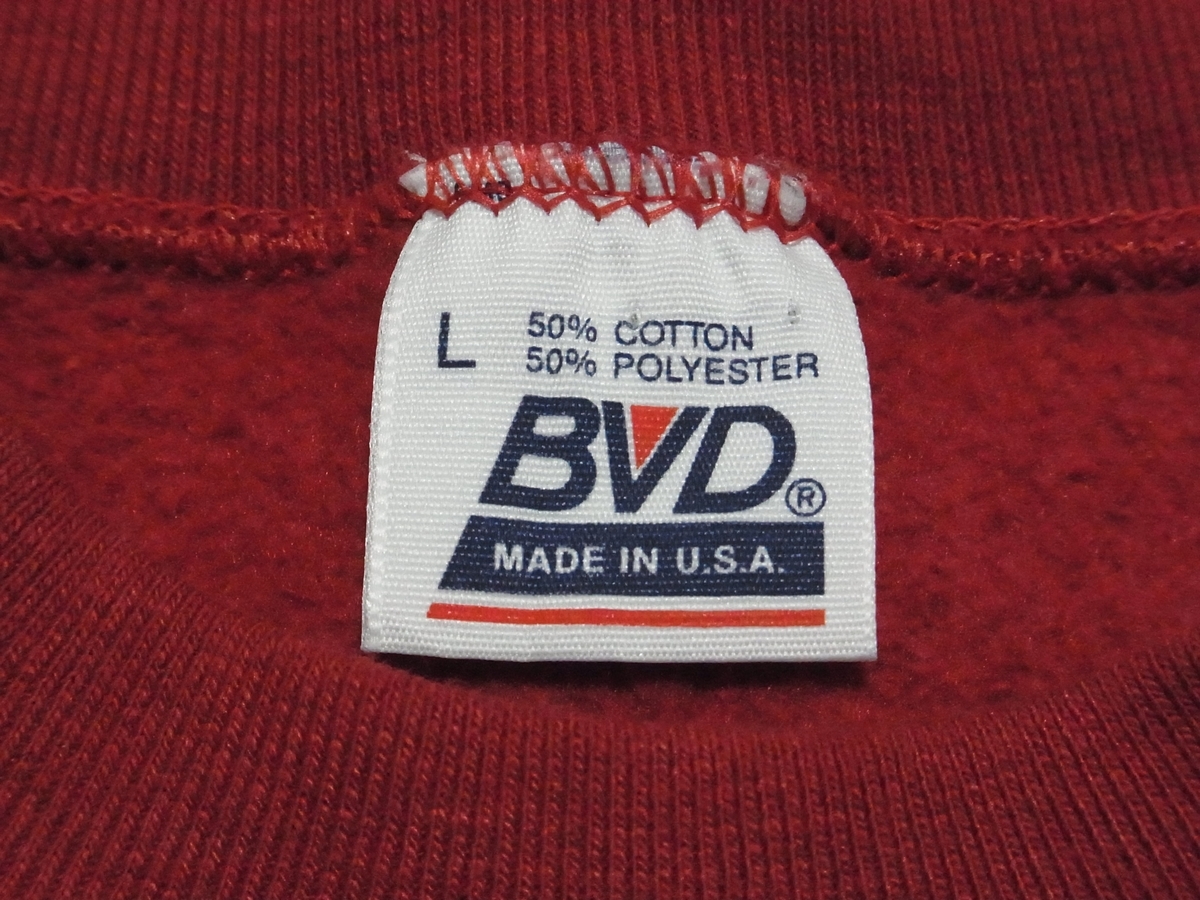 L
50% COTTON
50% POLYESTER
BVD®
MADE IN U.S.A.